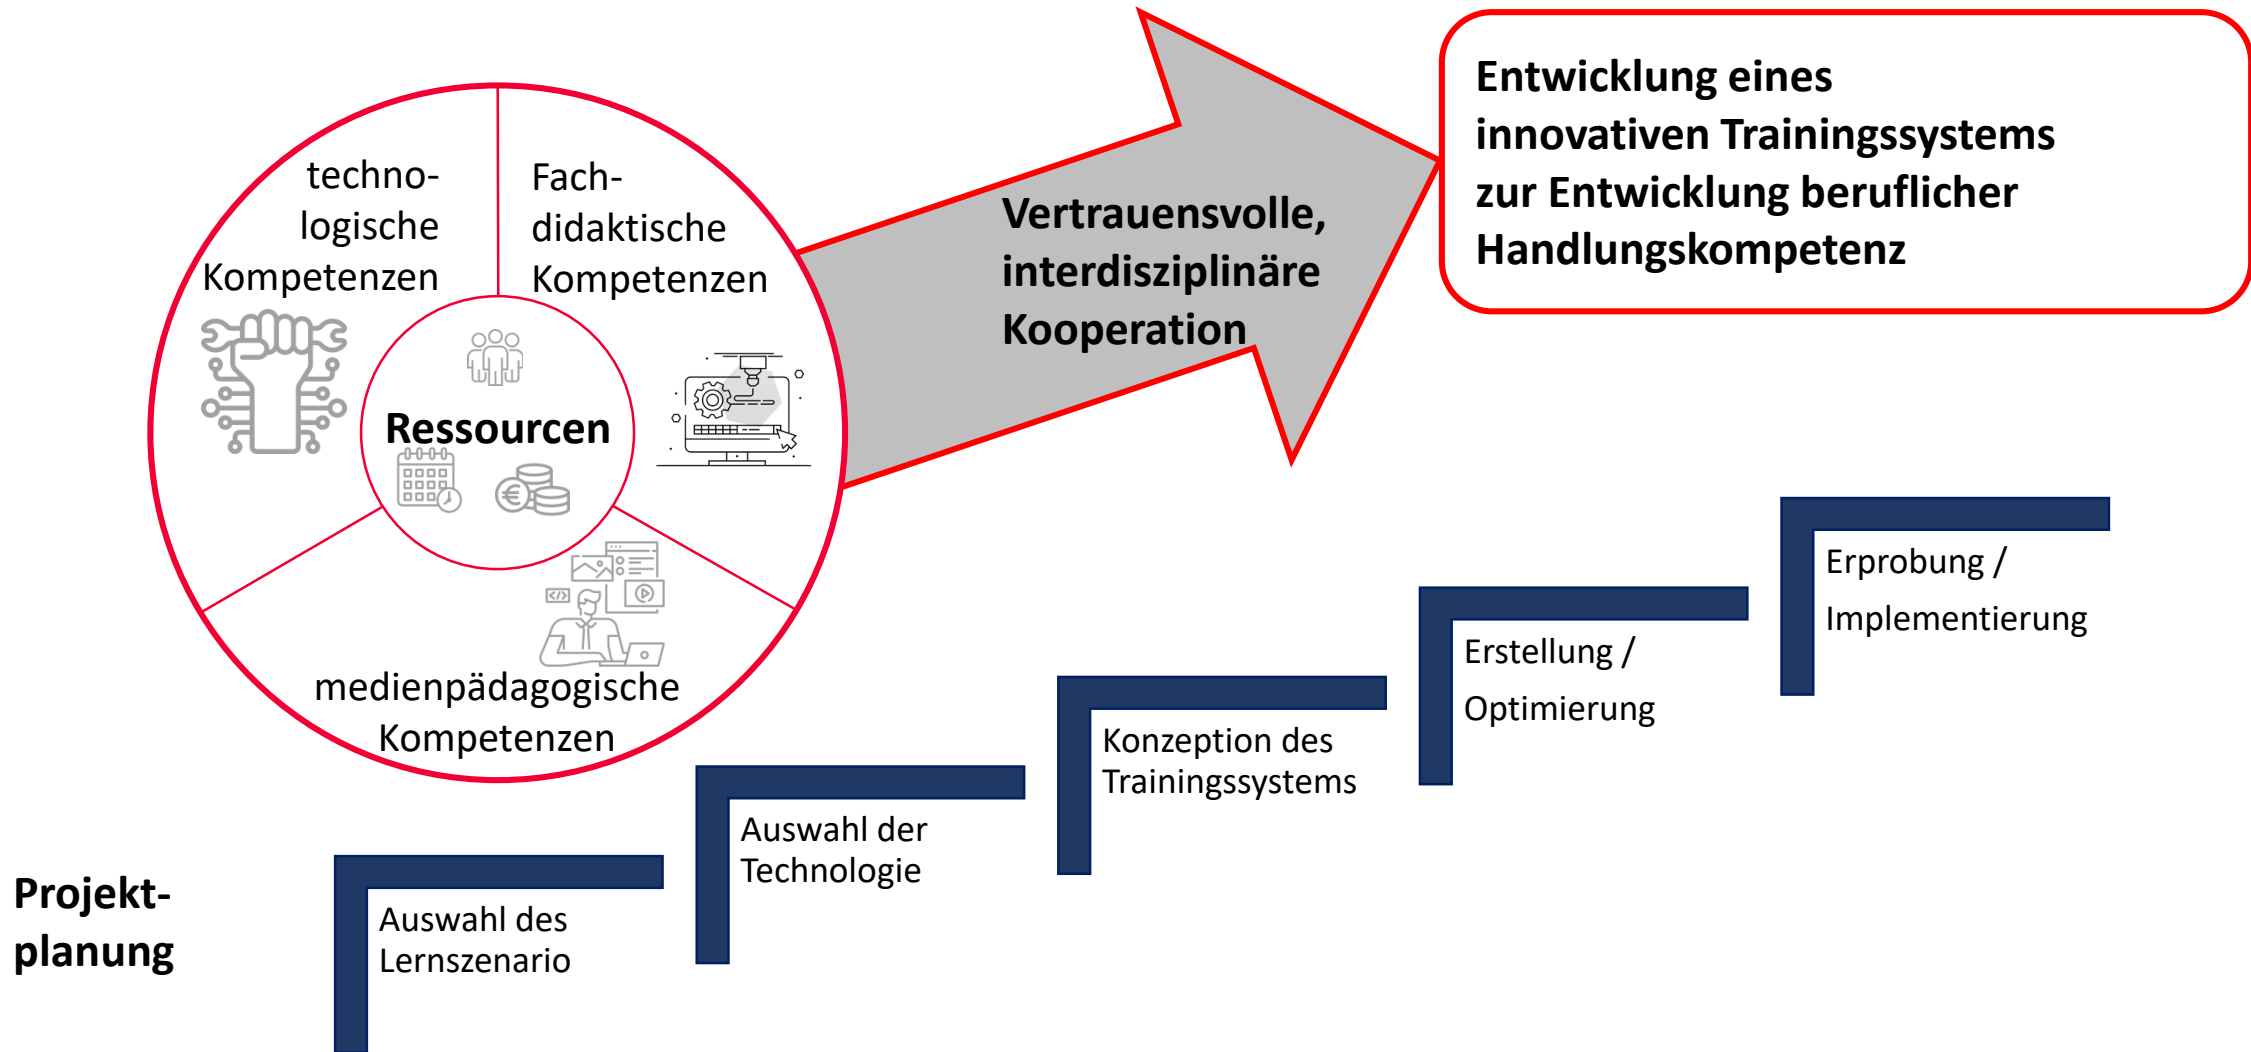 techno-
logische
Kompetenzen
Fach-
didaktische
Kompetenzen
Ressourcen
medienpädagogische
Kompetenzen
Vertrauensvolle,
interdisziplinäre
Kooperation
Entwicklung eines
innovativen Trainingssystems
zur Entwicklung beruflicher
Handlungskompetenz
Projekt-
planung
Auswahl des
Lernszenario
Auswahl der
Technologie
Konzeption des
Trainingssystems
Erstellung /
Optimierung
Erprobung /
Implementierung